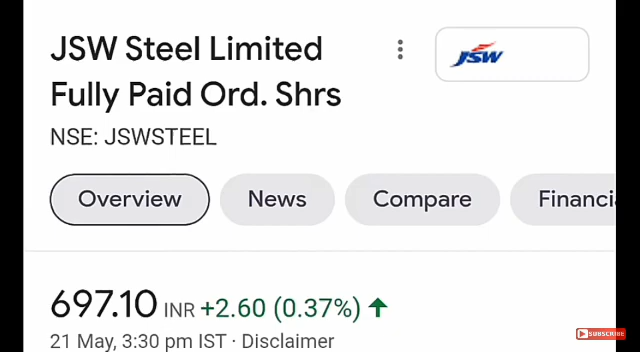 JSW Steel Limited
Fully Paid Ord. Shrs
JSW
NSE: JSWSTEEL
Overview
News
Compare
Financi
697.10 INR +2.60 (0.37%)
21 May, 3:30 pm IST · Disclaimer
SUBSCRIBE